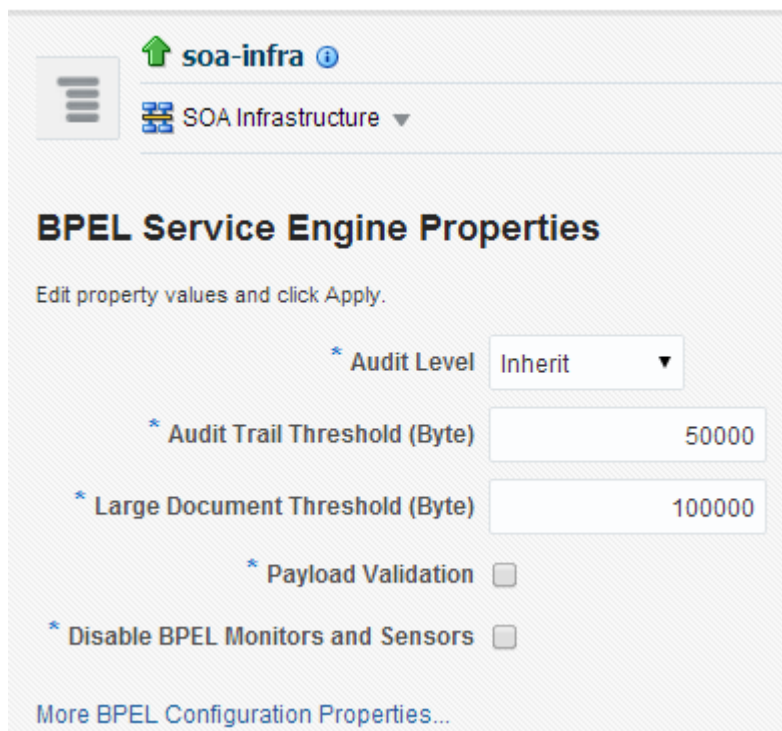 soa-infra
SOA Infrastructure
BPEL Service Engine Properties
Edit property values and click Apply.
* Audit Level Inherit
* Audit Trail Threshold (Byte) 50000
* Large Document Threshold (Byte) 100000
* Payload Validation
* Disable BPEL Monitors and Sensors
More BPEL Configuration Properties...